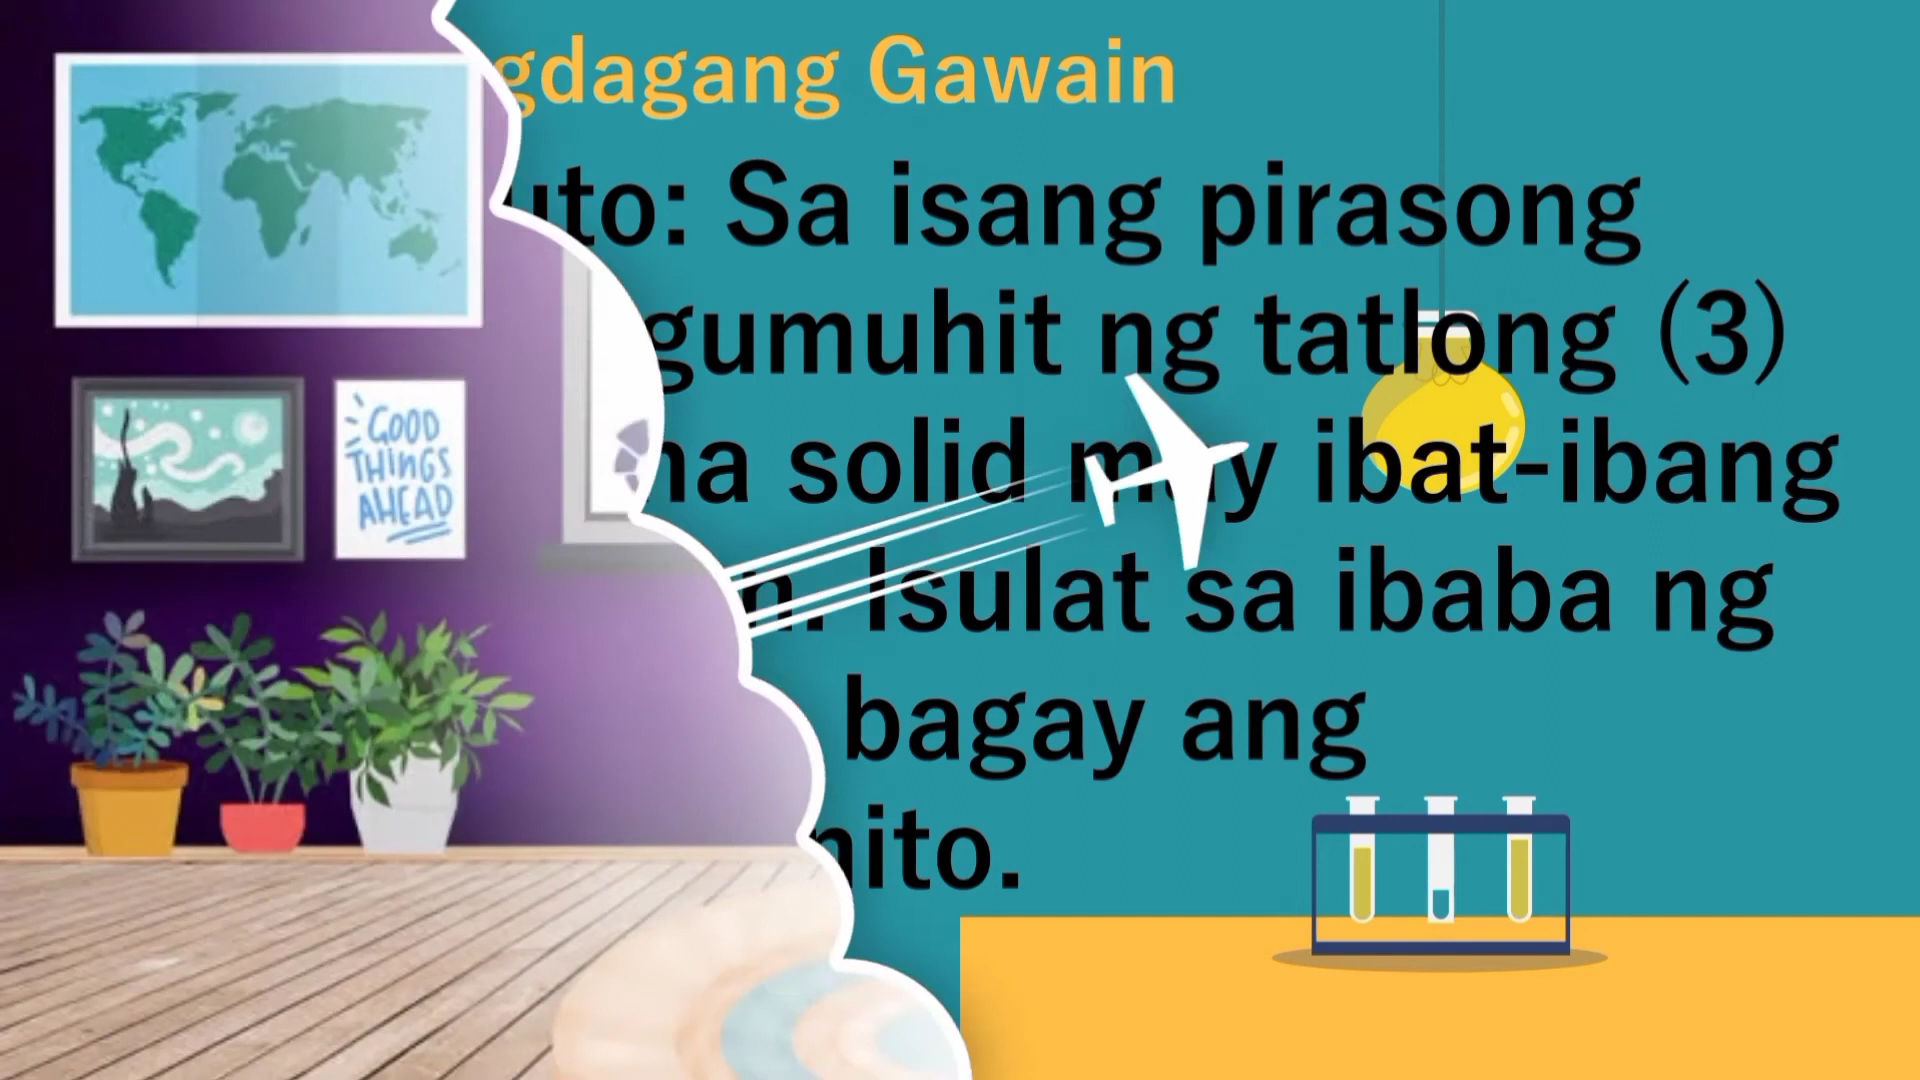 gdagang Gawain
uto: Sa isang pirasong
gumuhit ng tatlong (3)
na solid may ibat-ibang
n. Isulat sa ibaba ng
bagay ang
nito.
GOOD
THINGS
AHEAD